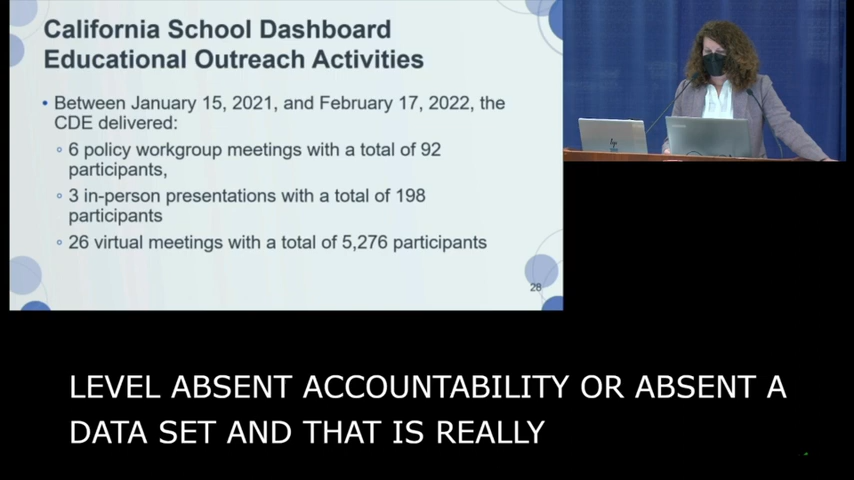 California School Dashboard
Educational Outreach Activities
• Between January 15, 2021, and February 17, 2022, the
CDE delivered:
◦ 6 policy workgroup meetings with a total of 92
participants,
◦ 3 in-person presentations with a total of 198
participants
◦ 26 virtual meetings with a total of 5,276 participants
28
hp
LEVEL ABSENT ACCOUNTABILITY OR ABSENT A
DATA SET AND THAT IS REALLY